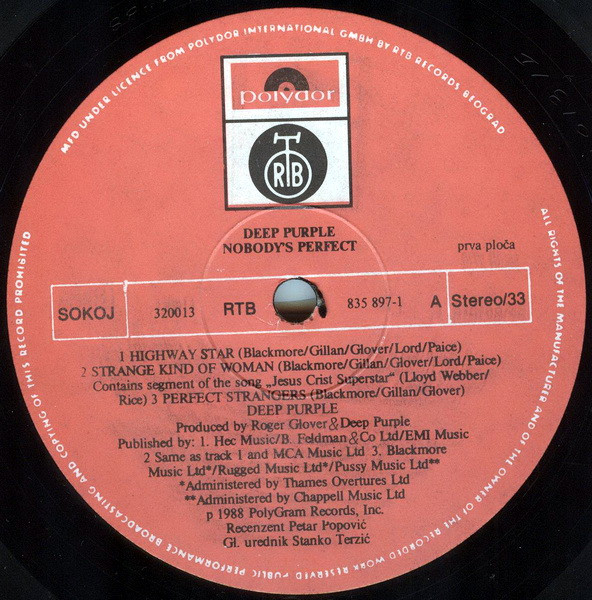 MFD UNDER LICENCE FROM POLYDOR INTERNATIONAL GMBH BY RTB RECORDS BEOGRAD
polydor
RTB
DEEP PURPLE
NOBODY'S PERFECT
prva ploča
SOKOJ 320013 RTB 835 897-1 A Stereo/33
1 HIGHWAY STAR (Blackmore/Gillan/Glover/Lord/Paice)
2 STRANGE KIND OF WOMAN (Blackmore/Gillan/Glover/Lord/Paice)
Contains segment of the song „Jesus Crist Superstar“ (Lloyd Webber/
Rice) 3 PERFECT STRANGERS (Blackmore/Gillan/Glover)
DEEP PURPLE
Produced by Roger Glover & Deep Purple
Published by: 1. Hec Music/B. Feldman & Co Ltd/EMI Music
2 Same as track 1 and MCA Music Ltd 3. Blackmore
Music Ltd*/Rugged Music Ltd*/Pussy Music Ltd**
*Administered by Thames Overtures Ltd
**Administered by Chappell Music Ltd
p 1988 PolyGram Records, Inc.
Recenzent Petar Popović
Gl. urednik Stanko Terzić
ALL RIGHTS OF THE MANUFACTURER AND OF THE OWNER OF THE RECORDED WORK RESERVED PUBLIC PERFORMANCE BROADCASTING AND COPYING OF THIS RECORD PROHIBITED